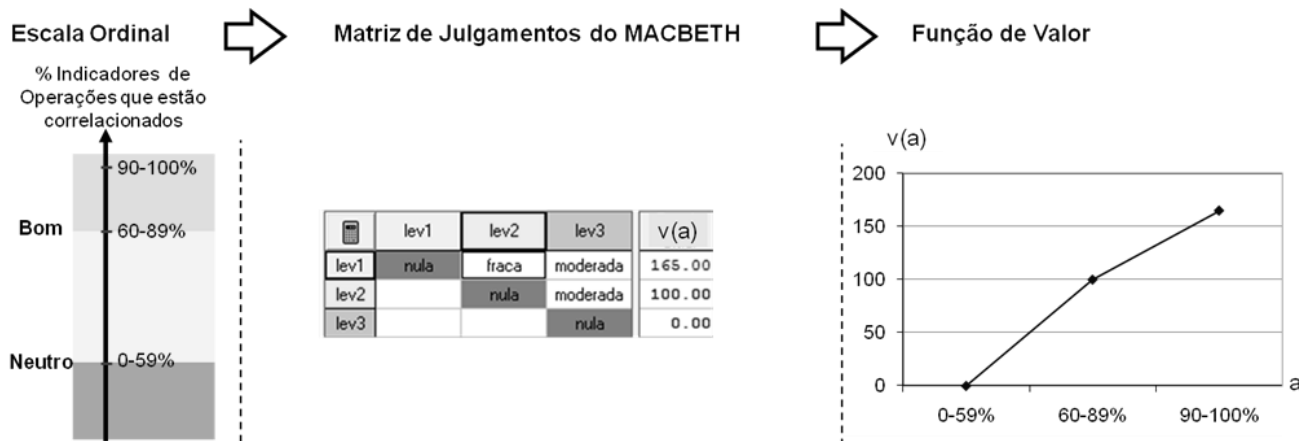 Escala Ordinal
Matriz de Julgamentos do MACBETH
Função de Valor
% Indicadores de
Operações que estão
correlacionados
90-100%
Bom 60-89%
Neutro 0-59%
lev1 lev2 lev3 v(a)
lev1 nula fraca moderada 165.00
lev2 nula moderada 100.00
lev3 nula 0.00
v(a)
200
150
100
50
0
a
0-59% 60-89% 90-100%